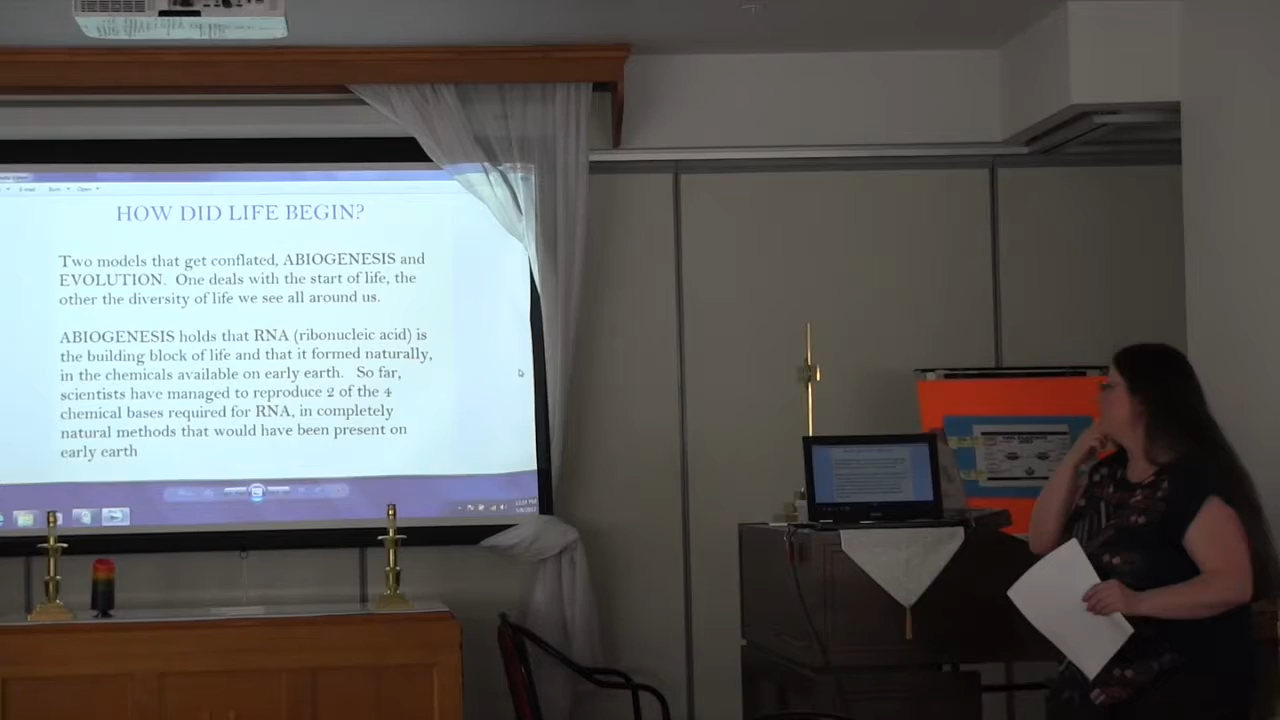 E-mail Burn Open
HOW DID LIFE BEGIN?
Two models that get conflated, ABIOGENESIS and
EVOLUTION. One deals with the start of life, the
other the diversity of life we see all around us.
ABIOGENESIS holds that RNA (ribonucleic acid) is
the building block of life and that it formed naturally,
in the chemicals available on early earth. So far,
scientists have managed to reproduce 2 of the 4
chemical bases required for RNA, in completely
natural methods that would have been present on
early earth